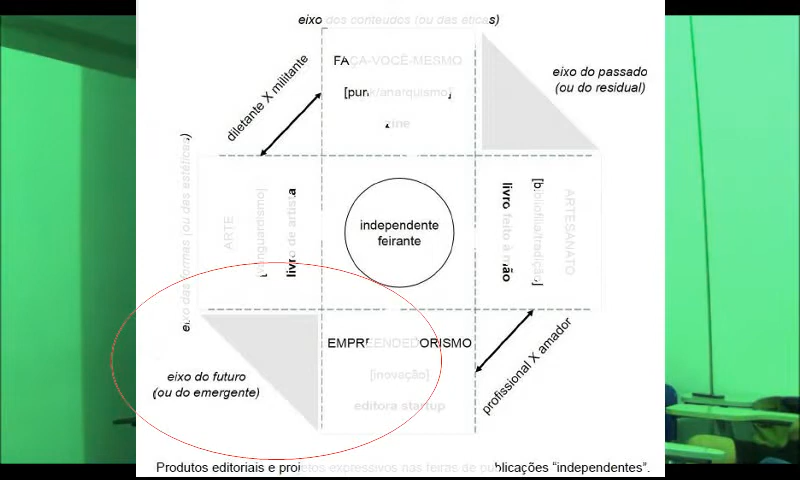 eixo dos conteúdos (ou das éticas)
FAÇA-VOCÊ-MESMO
[punk/anarquismo]
zine
diletante X militante
eixo do passado
(ou do residual)
eixo das formas (ou das estéticas)
ARTE
[vanguardismo]
livro de artista
independente
feirante
livro feito à mão
[bibliofilia/tradição]
ARTESANATO
EMPREENDEDORISMO
[inovação]
editora startup
eixo do futuro
(ou do emergente)
profissional X amador
Produtos editoriais e projetos expressivos nas feiras de publicações “independentes”.